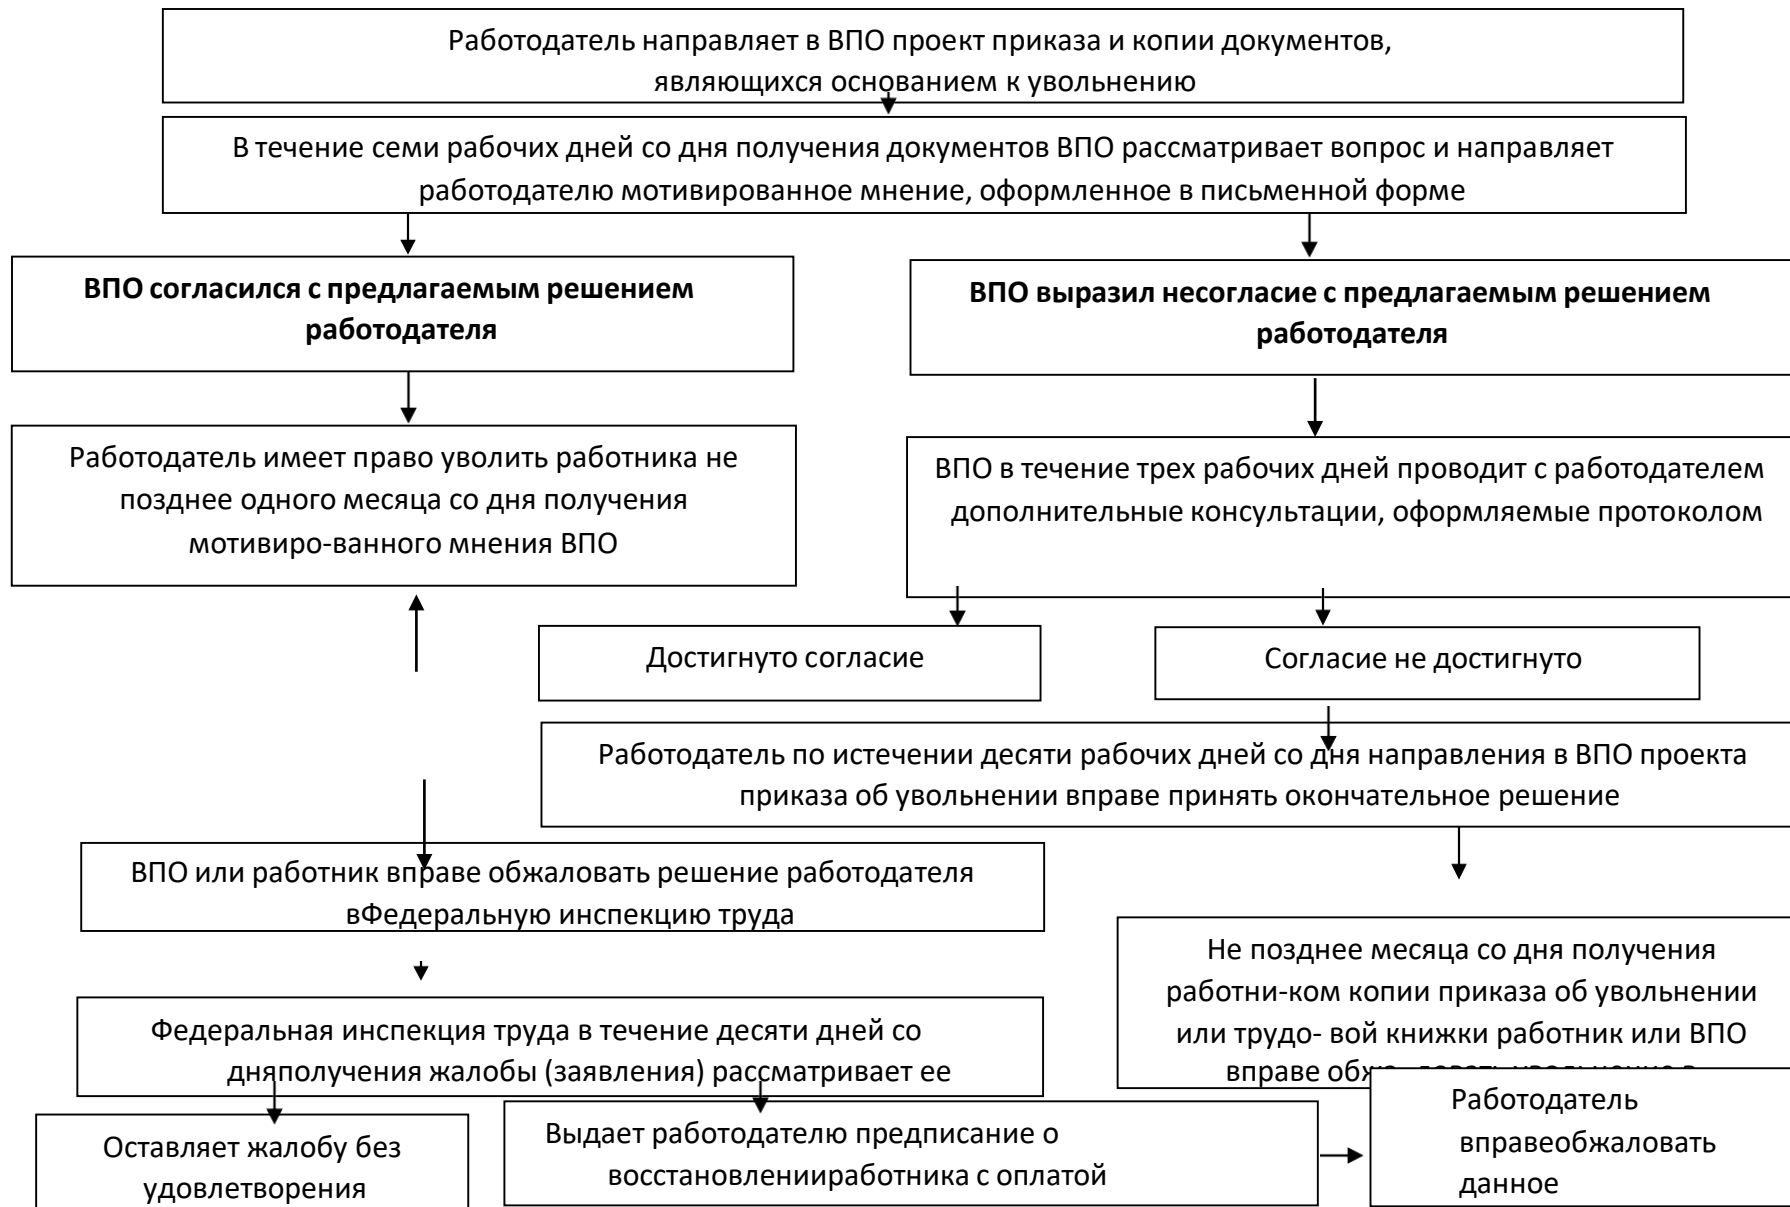 Работодатель направляет в ВПО проект приказа и копии документов,
являющихся основанием к увольнению
В течение семи рабочих дней со дня получения документов ВПО рассматривает вопрос и направляет
работодателю мотивированное мнение, оформленное в письменной форме
ВПО согласился с предлагаемым решением
работодателя
ВПО выразил несогласие с предлагаемым решением
работодателя
Работодатель имеет право уволить работника не
позднее одного месяца со дня получения
мотивиро-ванного мнения ВПО
ВПО в течение трех рабочих дней проводит с работодателем
дополнительные консультации, оформляемые протоколом
Достигнуто согласие
Согласие не достигнуто
Работодатель по истечении десяти рабочих дней со дня направления в ВПО проекта
приказа об увольнении вправе принять окончательное решение
ВПО или работник вправе обжаловать решение работодателя
вФедеральную инспекцию труда
Не позднее месяца со дня получения
работни-ком копии приказа об увольнении
или трудо- вой книжки работник или ВПО
вправе
Федеральная инспекция труда в течение десяти дней со
дняполучения жалобы (заявления) рассматривает ее
Оставляет жалобу без
удовлетворения
Выдает работодателю предписание о
восстановленииработника с оплатой
Работодатель
вправеобжаловать
данное